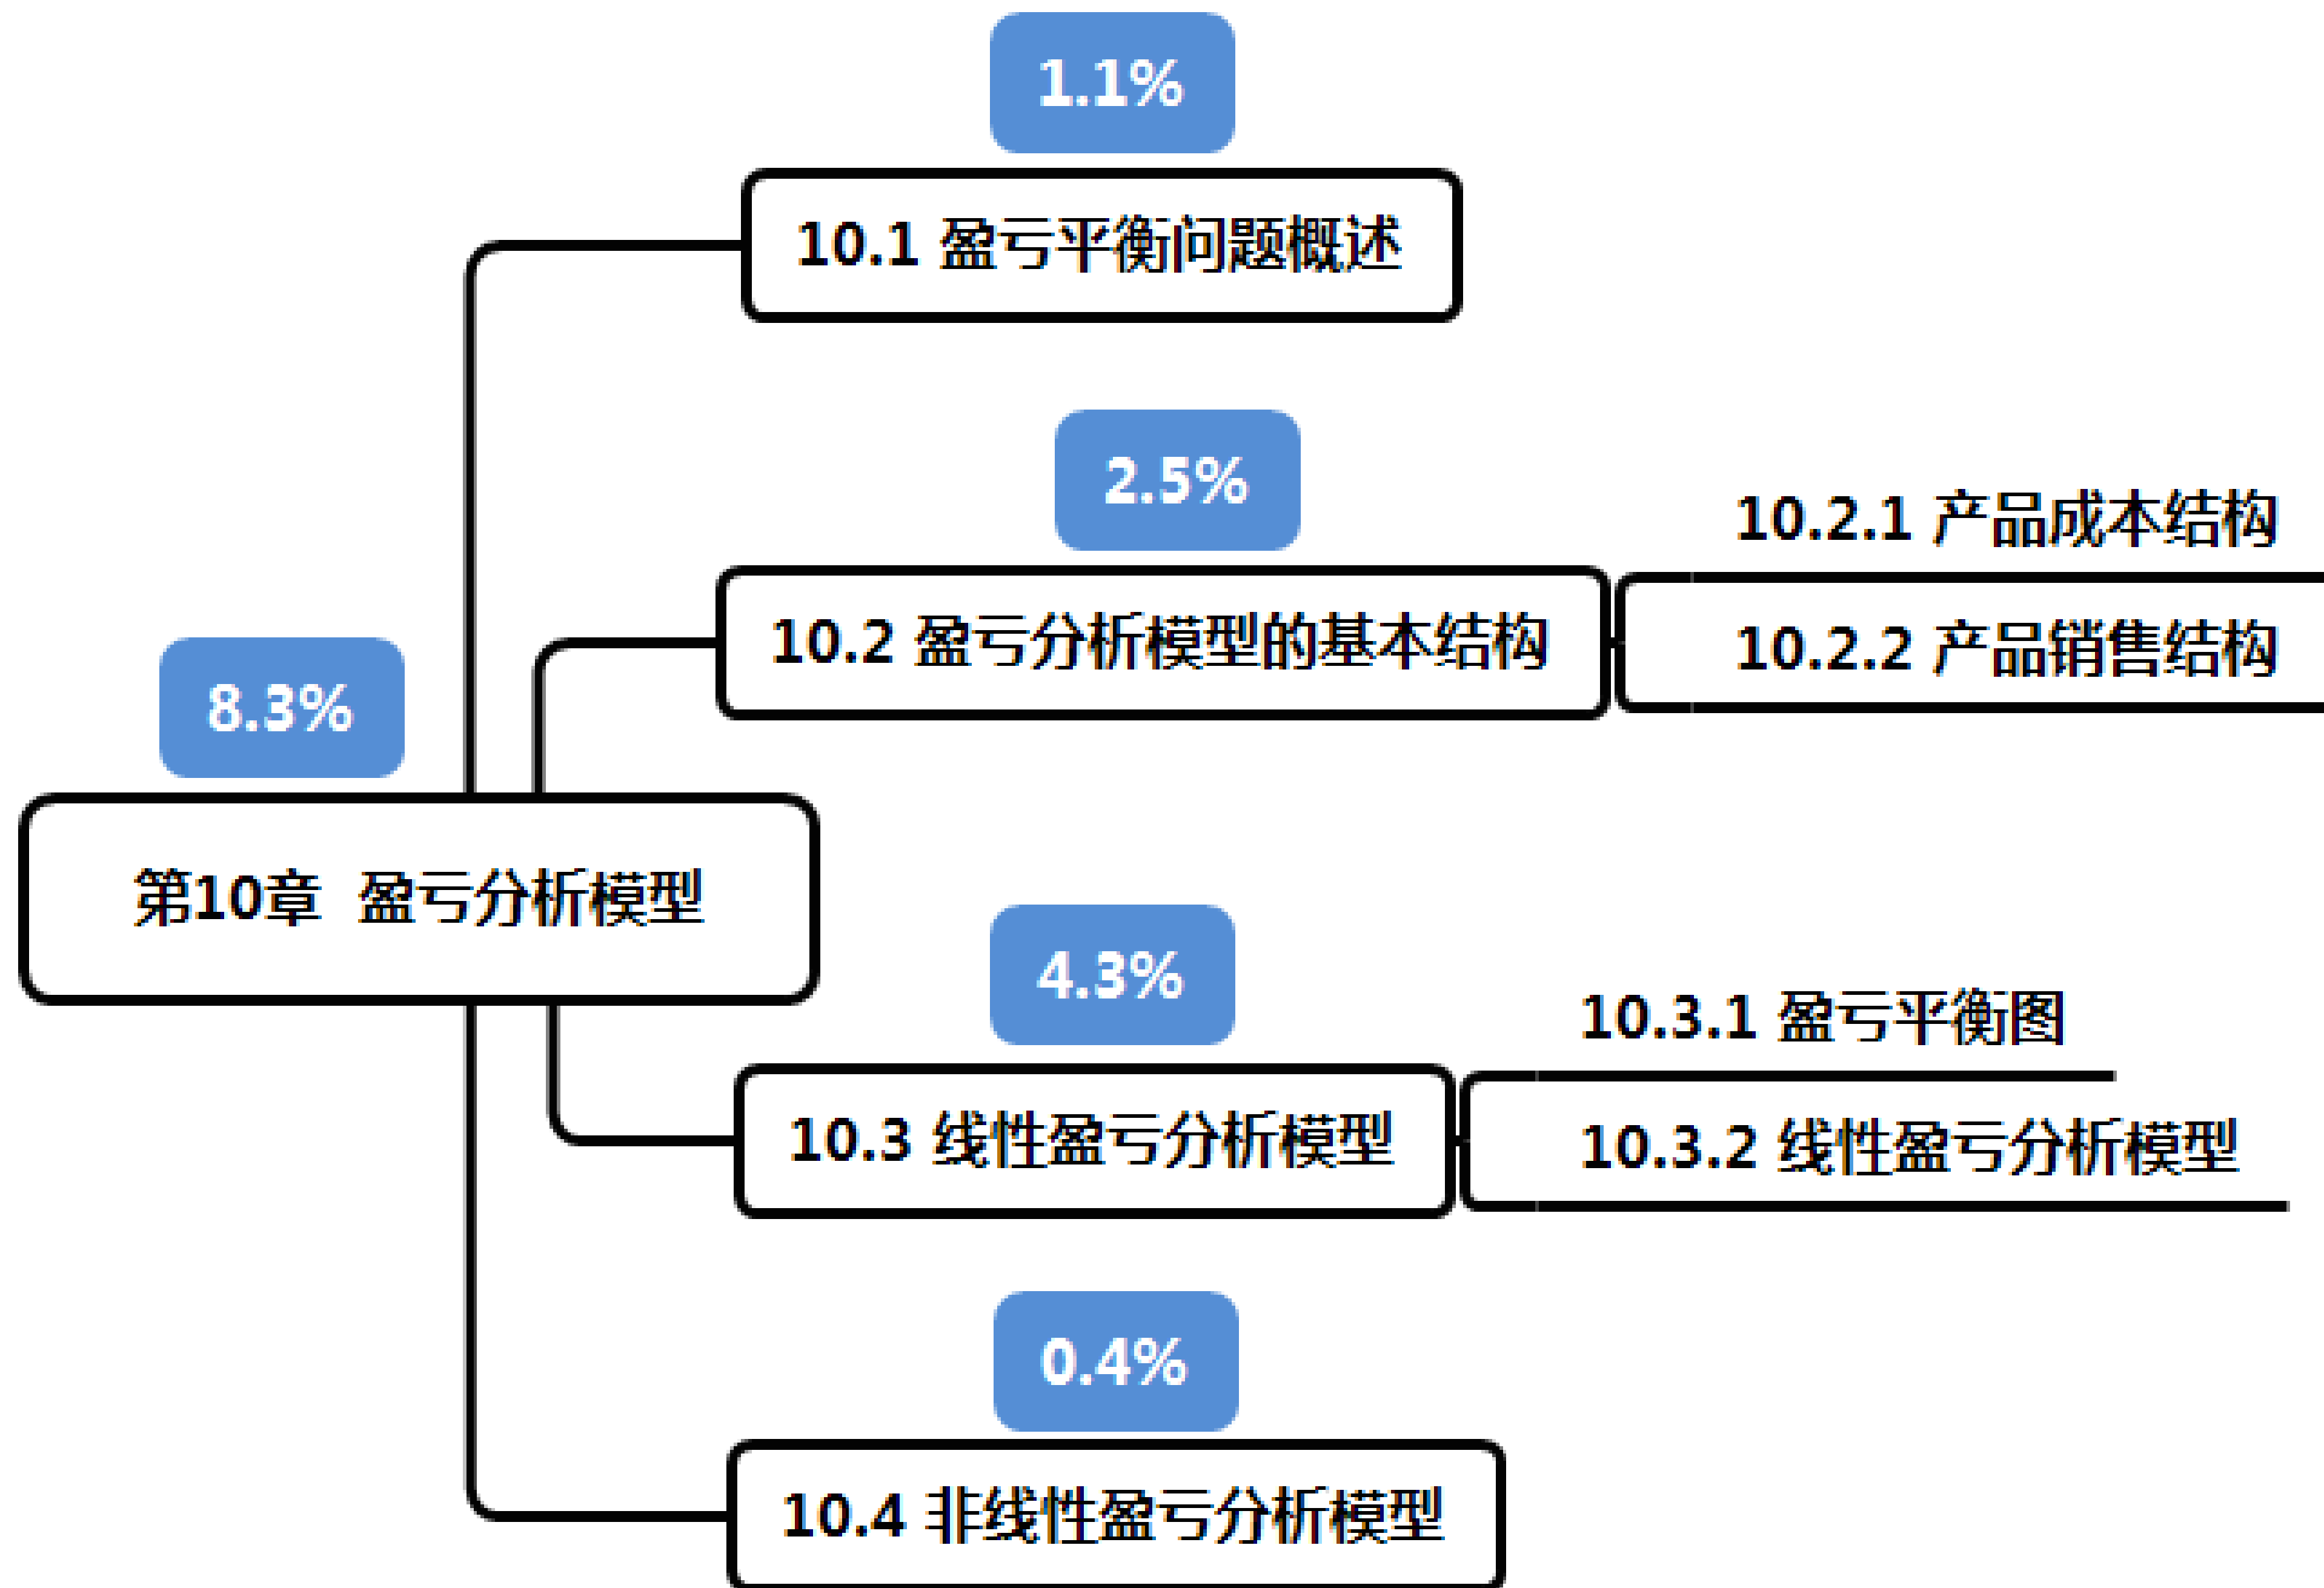 1.1%
10.1 盈亏平衡问题概述
2.5%
10.2 盈亏分析模型的基本结构
10.2.1 产品成本结构
10.2.2 产品销售结构
8.3%
第10章 盈亏分析模型
4.3%
10.3 线性盈亏分析模型
10.3.1 盈亏平衡图
10.3.2 线性盈亏分析模型
0.4%
10.4 非线性盈亏分析模型